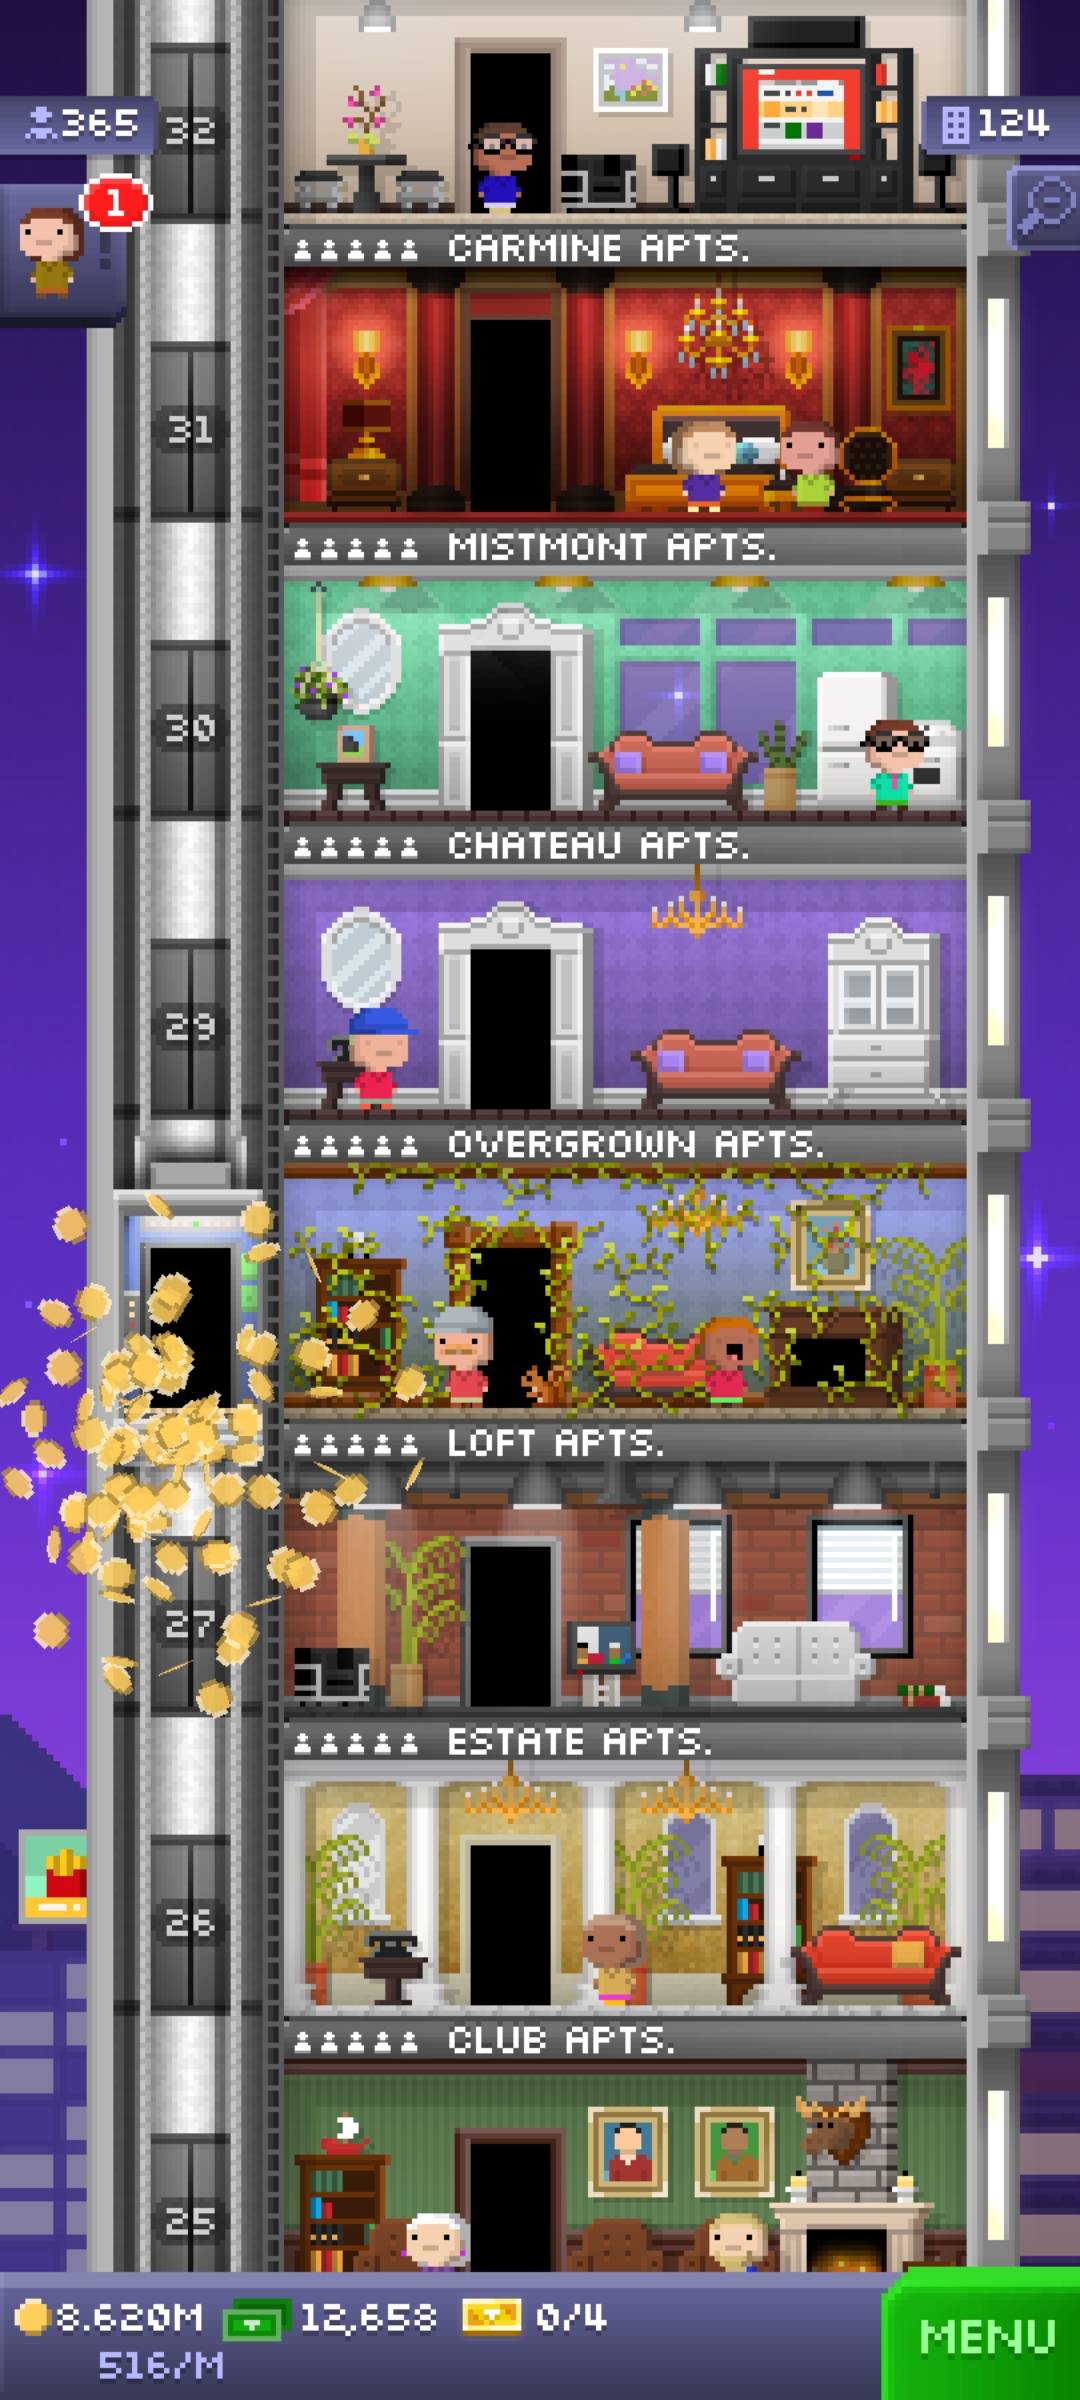 365
32
124
1
CARMINE APTS.
31
MISTMONT APTS.
30
CHATEAU APTS.
29
OVERGROWN APTS.
LOFT APTS.
27
ESTATE APTS.
26
CLUB APTS.
25
8.620M 12,658 0/4
516/M
MENU